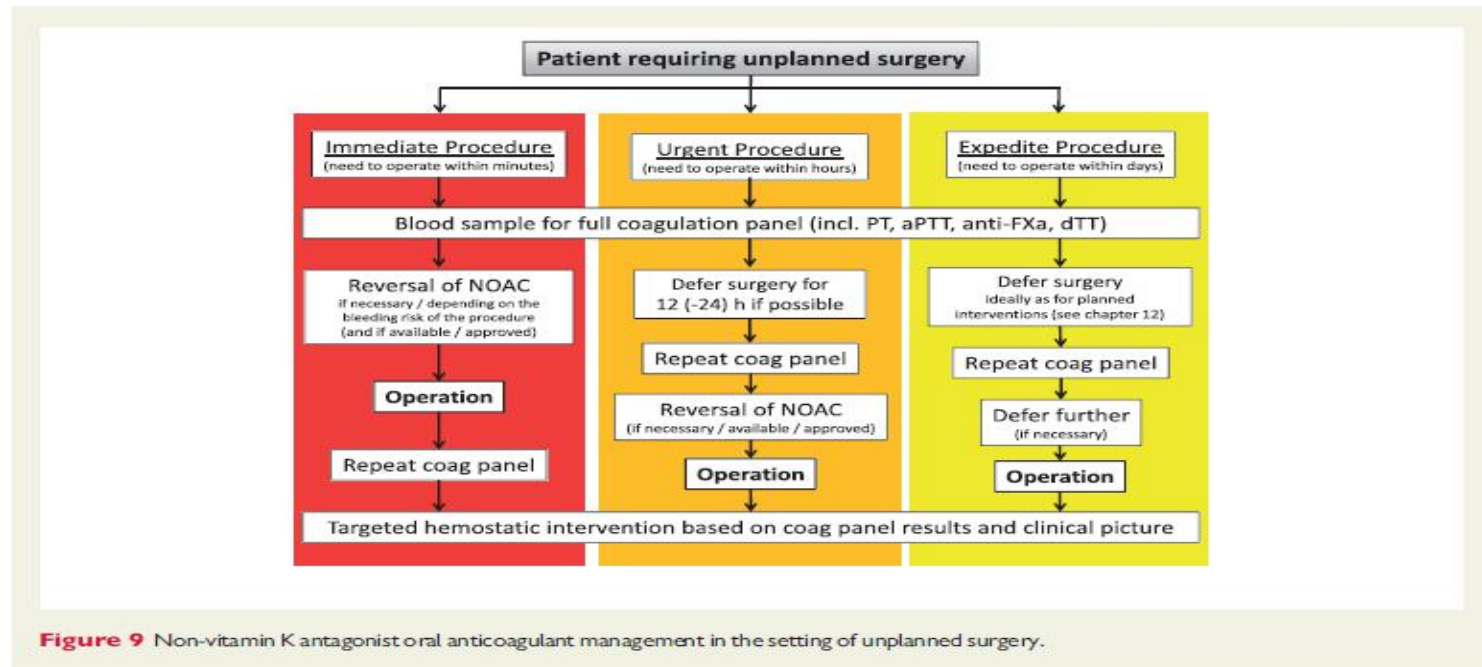 Patient requiring unplanned surgery
Immediate Procedure
(need to operate within minutes)
Urgent Procedure
(need to operate within hours)
Expedite Procedure
(need to operate within days)
Blood sample for full coagulation panel (incl. PT, aPTT, anti-FXa, dTT)
Reversal of NOAC
if necessary / depending on the
bleeding risk of the procedure
(and if available / approved)
Operation
Repeat coag panel
Defer surgery for
12 (-24) h if possible
Repeat coag panel
Reversal of NOAC
(if necessary / available / approved)
Operation
Defer surgery
ideally as for planned
interventions (see chapter 12)
Repeat coag panel
Defer further
(if necessary)
Operation
Targeted hemostatic intervention based on coag panel results and clinical picture
Figure 9 Non-vitamin K antagonist oral anticoagulant management in the setting of unplanned surgery.